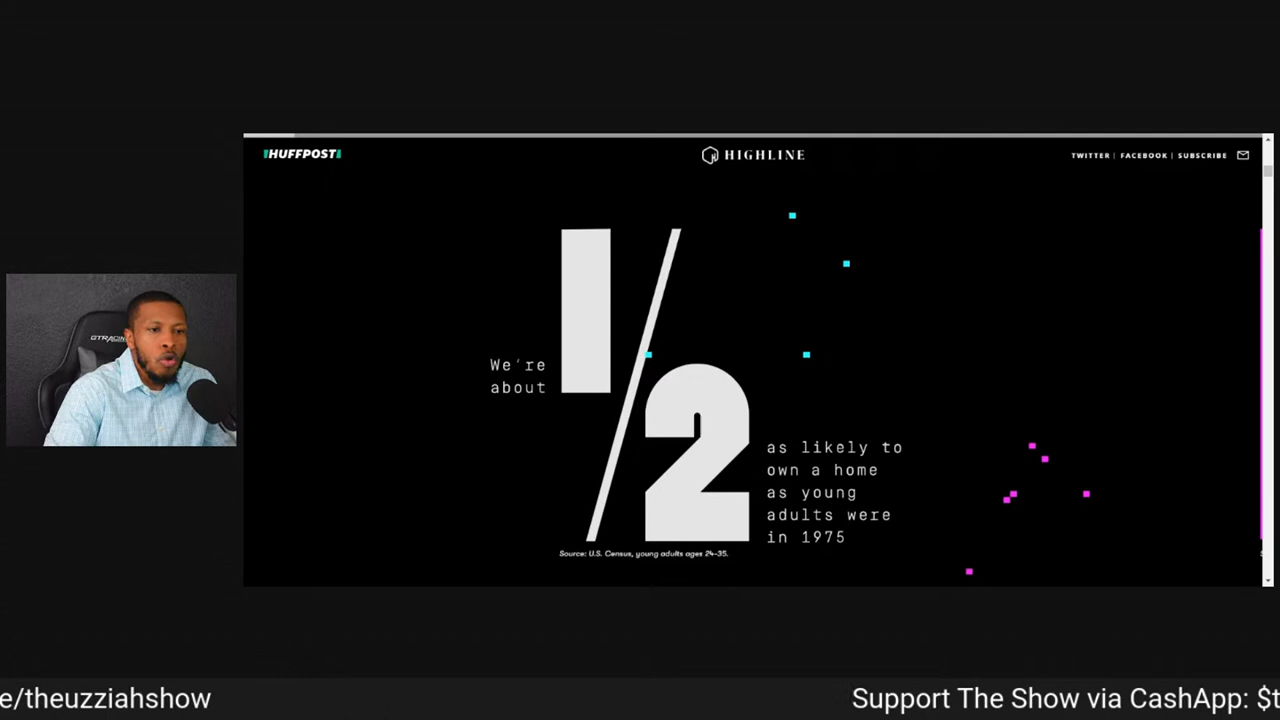 HUFFPOST
HIGHLINE
TWITTER | FACEBOOK | SUBSCRIBE
We're
about
1/2
as likely to
own a home
as young
adults were
in 1975
Source: U.S. Census, young adults ages 24-35.
GTRACING
e/theuzziahshow
Support The Show via CashApp: $t